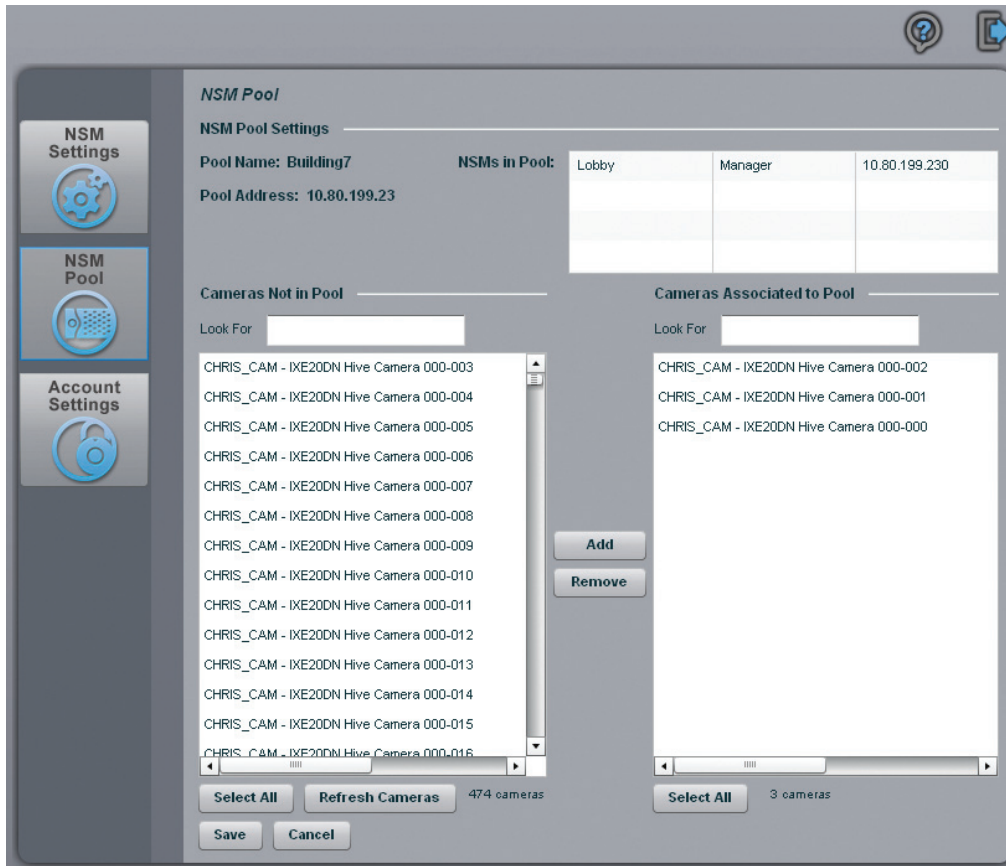 NSM Pool
NSM Settings
NSM Pool
Account Settings
NSM Pool Settings
Pool Name: Building7
Pool Address: 10.80.199.23
NSMs in Pool:
Lobby Manager 10.80.199.230
Cameras Not in Pool
Look For
CHRIS_CAM - IXE20DN Hive Camera 000-003
CHRIS_CAM - IXE20DN Hive Camera 000-004
CHRIS_CAM - IXE20DN Hive Camera 000-005
CHRIS_CAM - IXE20DN Hive Camera 000-006
CHRIS_CAM - IXE20DN Hive Camera 000-007
CHRIS_CAM - IXE20DN Hive Camera 000-008
CHRIS_CAM - IXE20DN Hive Camera 000-009
CHRIS_CAM - IXE20DN Hive Camera 000-010
CHRIS_CAM - IXE20DN Hive Camera 000-011
CHRIS_CAM - IXE20DN Hive Camera 000-012
CHRIS_CAM - IXE20DN Hive Camera 000-013
CHRIS_CAM - IXE20DN Hive Camera 000-014
CHRIS_CAM - IXE20DN Hive Camera 000-015
CHRIS_CAM - IXE20DN Hive Camera 000-016
Select All
Refresh Cameras
474 cameras
Save
Cancel
Add
Remove
Cameras Associated to Pool
Look For
CHRIS_CAM - IXE20DN Hive Camera 000-002
CHRIS_CAM - IXE20DN Hive Camera 000-001
CHRIS_CAM - IXE20DN Hive Camera 000-000
Select All
3 cameras